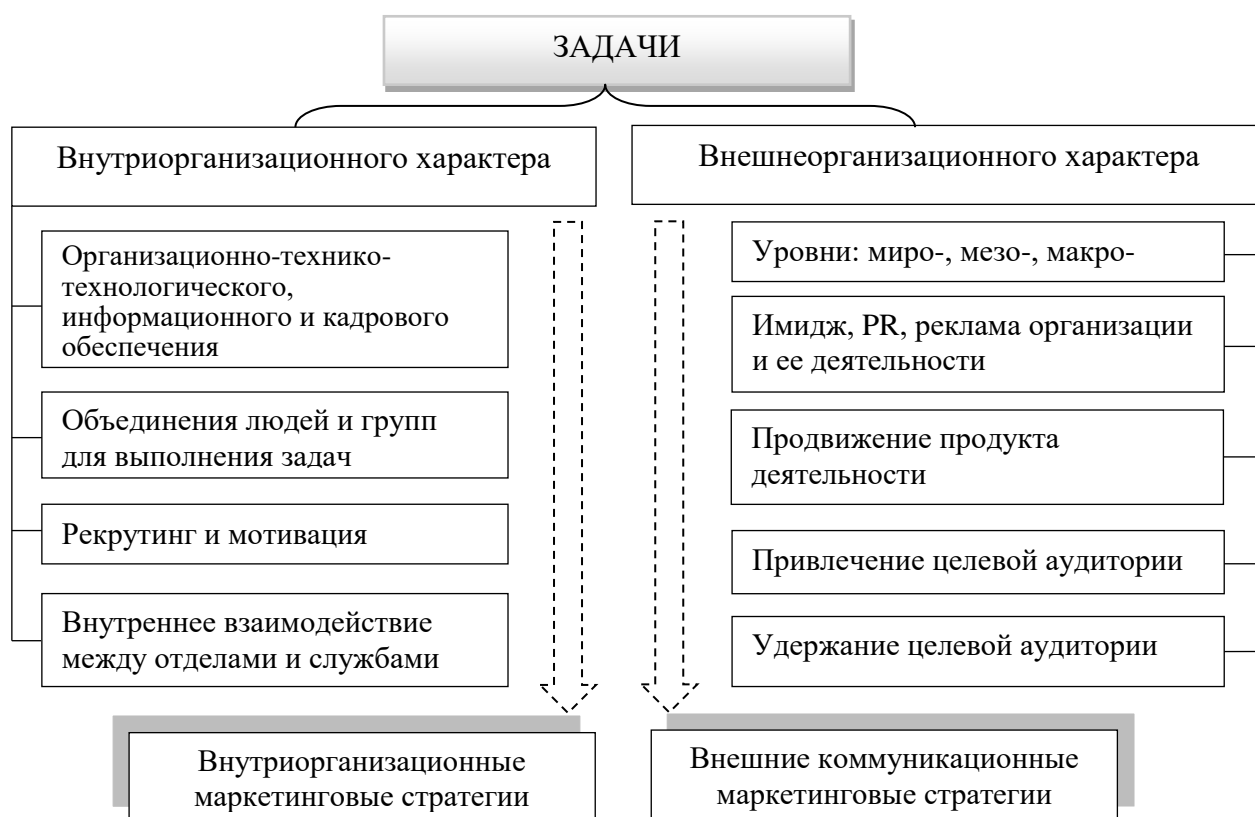 ЗАДАЧИ
Внутриорганизационного характера
Организационно-технико-
технологического,
информационного и кадрового
обеспечения
Объединения людей и групп
для выполнения задач
Рекрутинг и мотивация
Внутреннее взаимодействие
между отделами и службами
Внутриорганизационные
маркетинговые стратегии
Внешнеорганизационного характера
Уровни: миро-, мезо-, макро-
Имидж, PR, реклама организации
и ее деятельности
Продвижение продукта
деятельности
Привлечение целевой аудитории
Удержание целевой аудитории
Внешние коммуникационные
маркетинговые стратегии